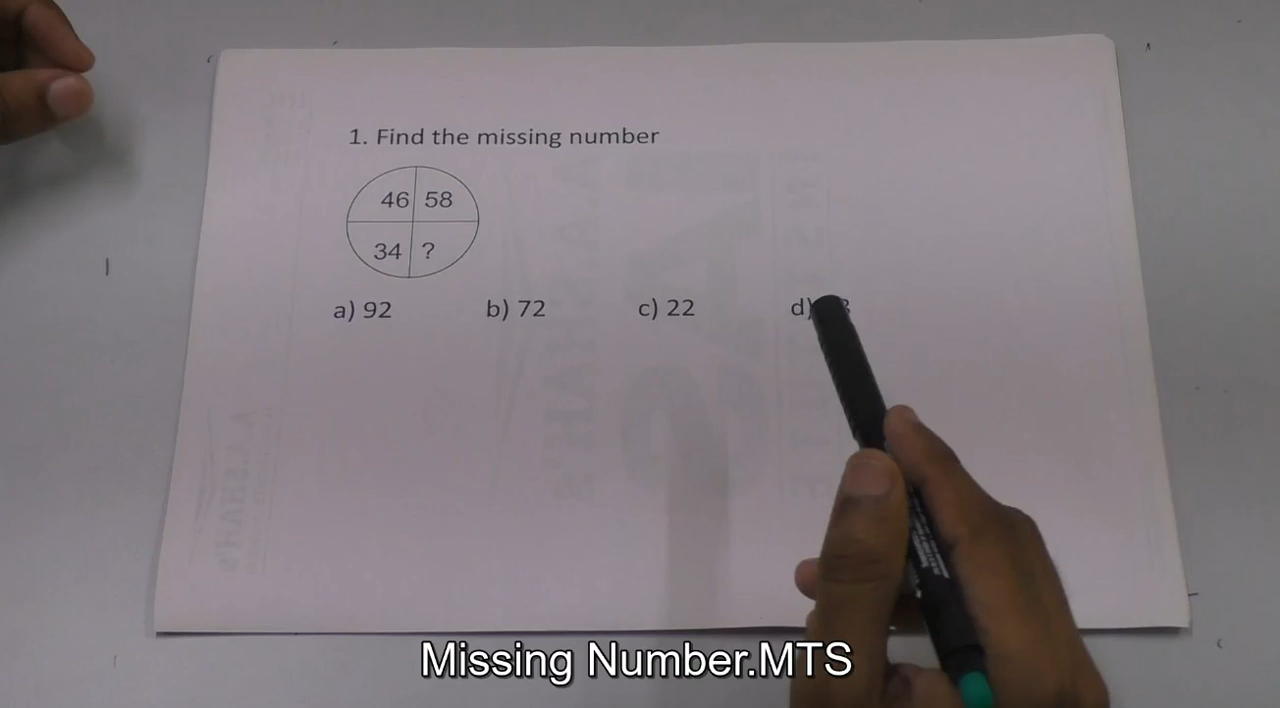 1. Find the missing number
46 58
34 ?
a) 92 b) 72 c) 22 d)
Missing Number.MTS